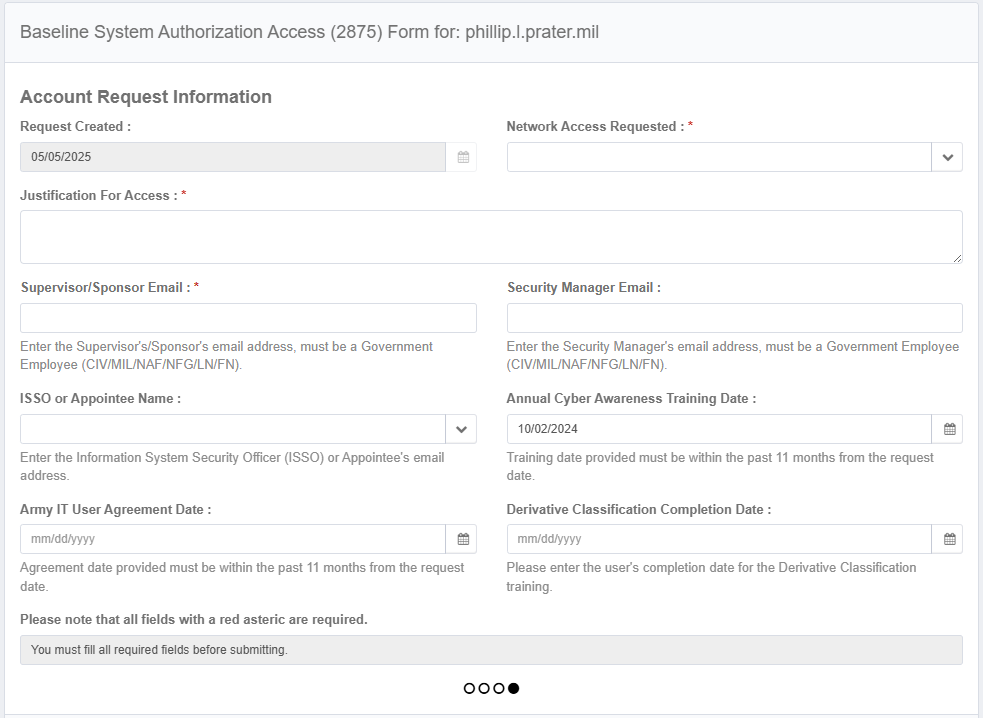 Baseline System Authorization Access (2875) Form for: phillip.l.prater.mil
Account Request Information
Request Created :
Network Access Requested : *
05/05/2025
Justification For Access : *
Supervisor/Sponsor Email : *
Security Manager Email :
Enter the Supervisor's/Sponsor's email address, must be a Government
Employee (CIV/MIL/NAF/NFG/LN/FN).
Enter the Security Manager's email address, must be a Government Employee
(CIV/MIL/NAF/NFG/LN/FN).
ISSO or Appointee Name :
Annual Cyber Awareness Training Date :
10/02/2024
Enter the Information System Security Officer (ISSO) or Appointee's email
address.
Training date provided must be within the past 11 months from the request
date.
Army IT User Agreement Date :
Derivative Classification Completion Date :
mm/dd/yyyy
mm/dd/yyyy
Agreement date provided must be within the past 11 months from the request
date.
Please enter the user's completion date for the Derivative Classification
training.
Please note that all fields with a red asteric are required.
You must fill all required fields before submitting.